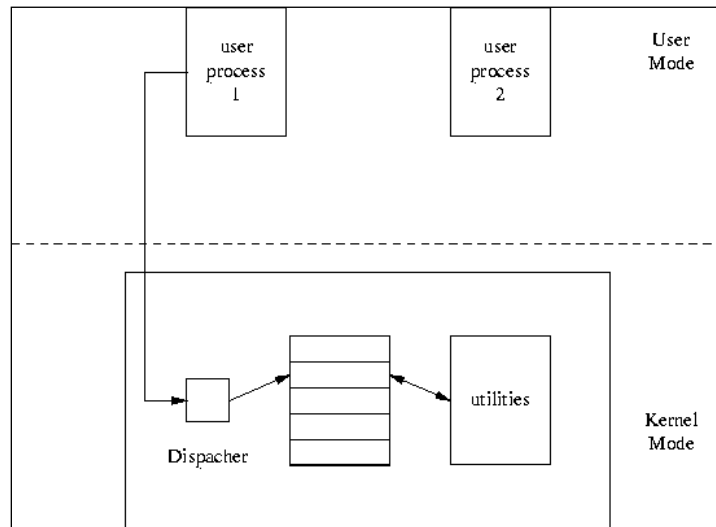 user
process
1
user
process
2
User
Mode
Dispacher
utilities
Kernel
Mode